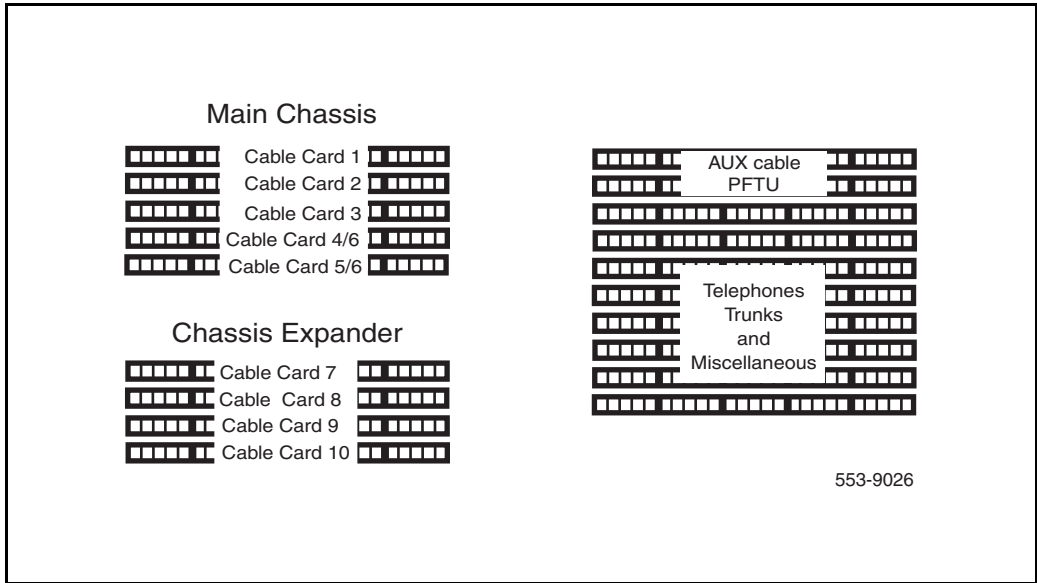 Main Chassis
Cable Card 1
Cable Card 2
Cable Card 3
Cable Card 4/6
Cable Card 5/6
Chassis Expander
Cable Card 7
Cable Card 8
Cable Card 9
Cable Card 10
AUX cable
PFTU
Telephones
Trunks
and
Miscellaneous
553-9026